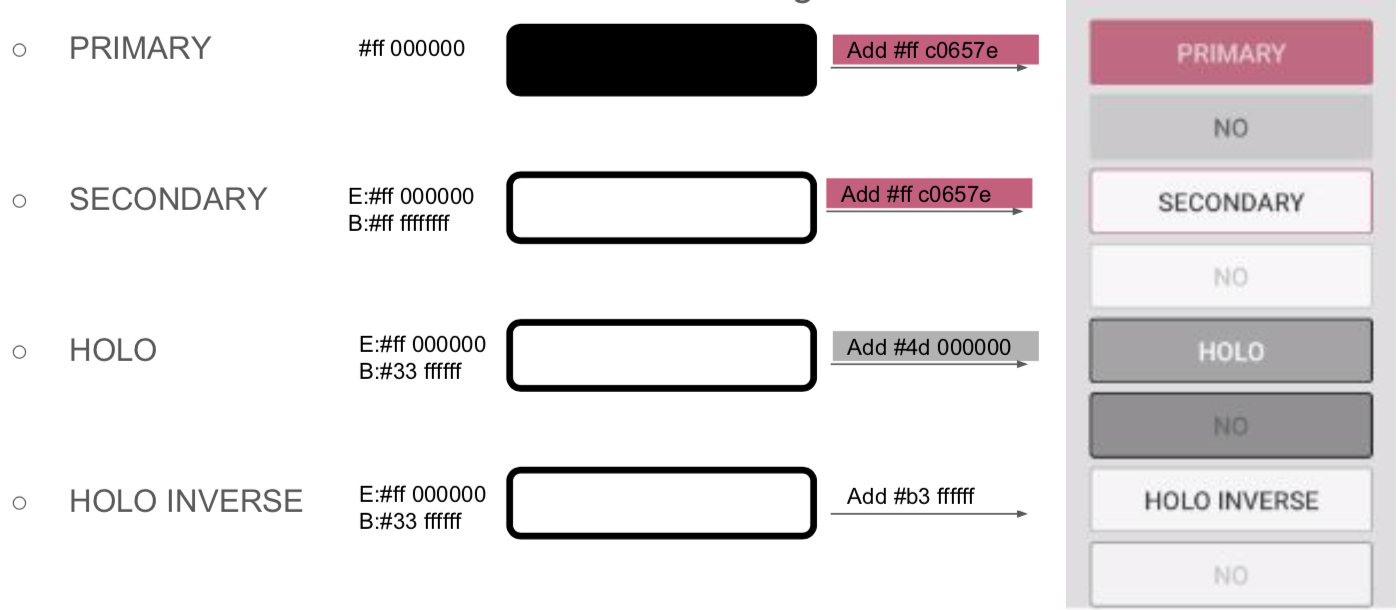 PRIMARY
#ff 000000
Add #ff c0657e
PRIMARY
NO
SECONDARY
E:#ff 000000
B:#ff ffffffff
Add #ff c0657e
SECONDARY
NO
HOLO
E:#ff 000000
B:#33 ffffff
Add #4d 000000
HOLO
NO
HOLO INVERSE
E:#ff 000000
B:#33 ffffff
Add #b3 ffffff
HOLO INVERSE
NO